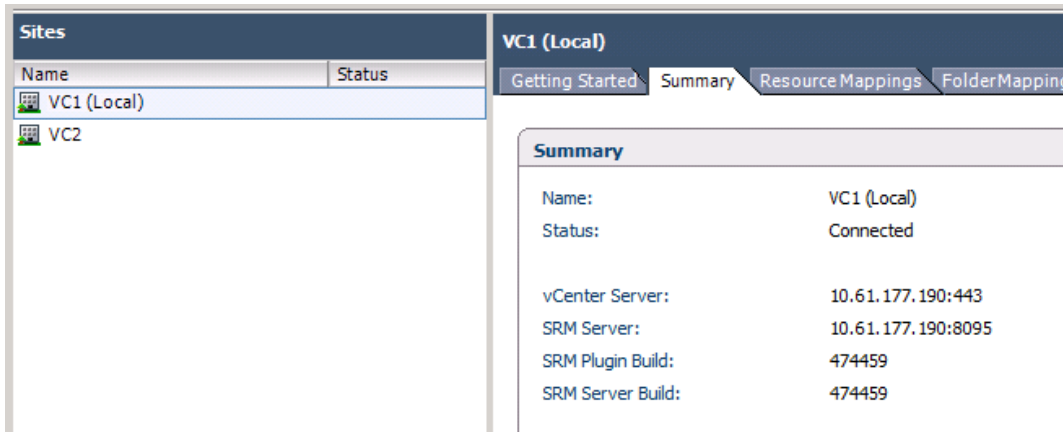 Sites
Name Status
VC1 (Local)
VC2
VC1 (Local)
Getting Started Summary Resource Mappings FolderMapping
Summary
Name: VC1 (Local)
Status: Connected
vCenter Server: 10.61.177.190:443
SRM Server: 10.61.177.190:8095
SRM Plugin Build: 474459
SRM Server Build: 474459